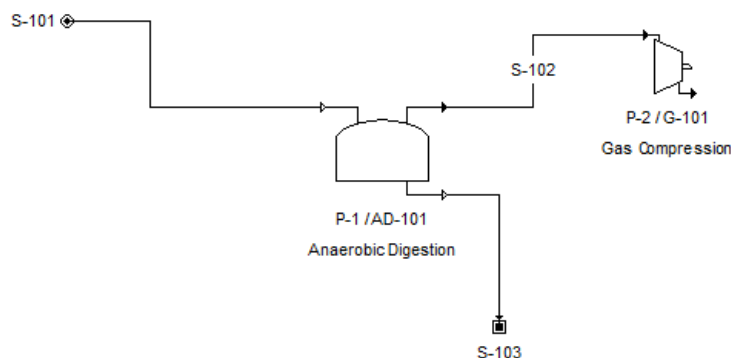 S-101
S-102
P-2 / G-101
Gas Compression
P-1 / AD-101
Anaerobic Digestion
S-103